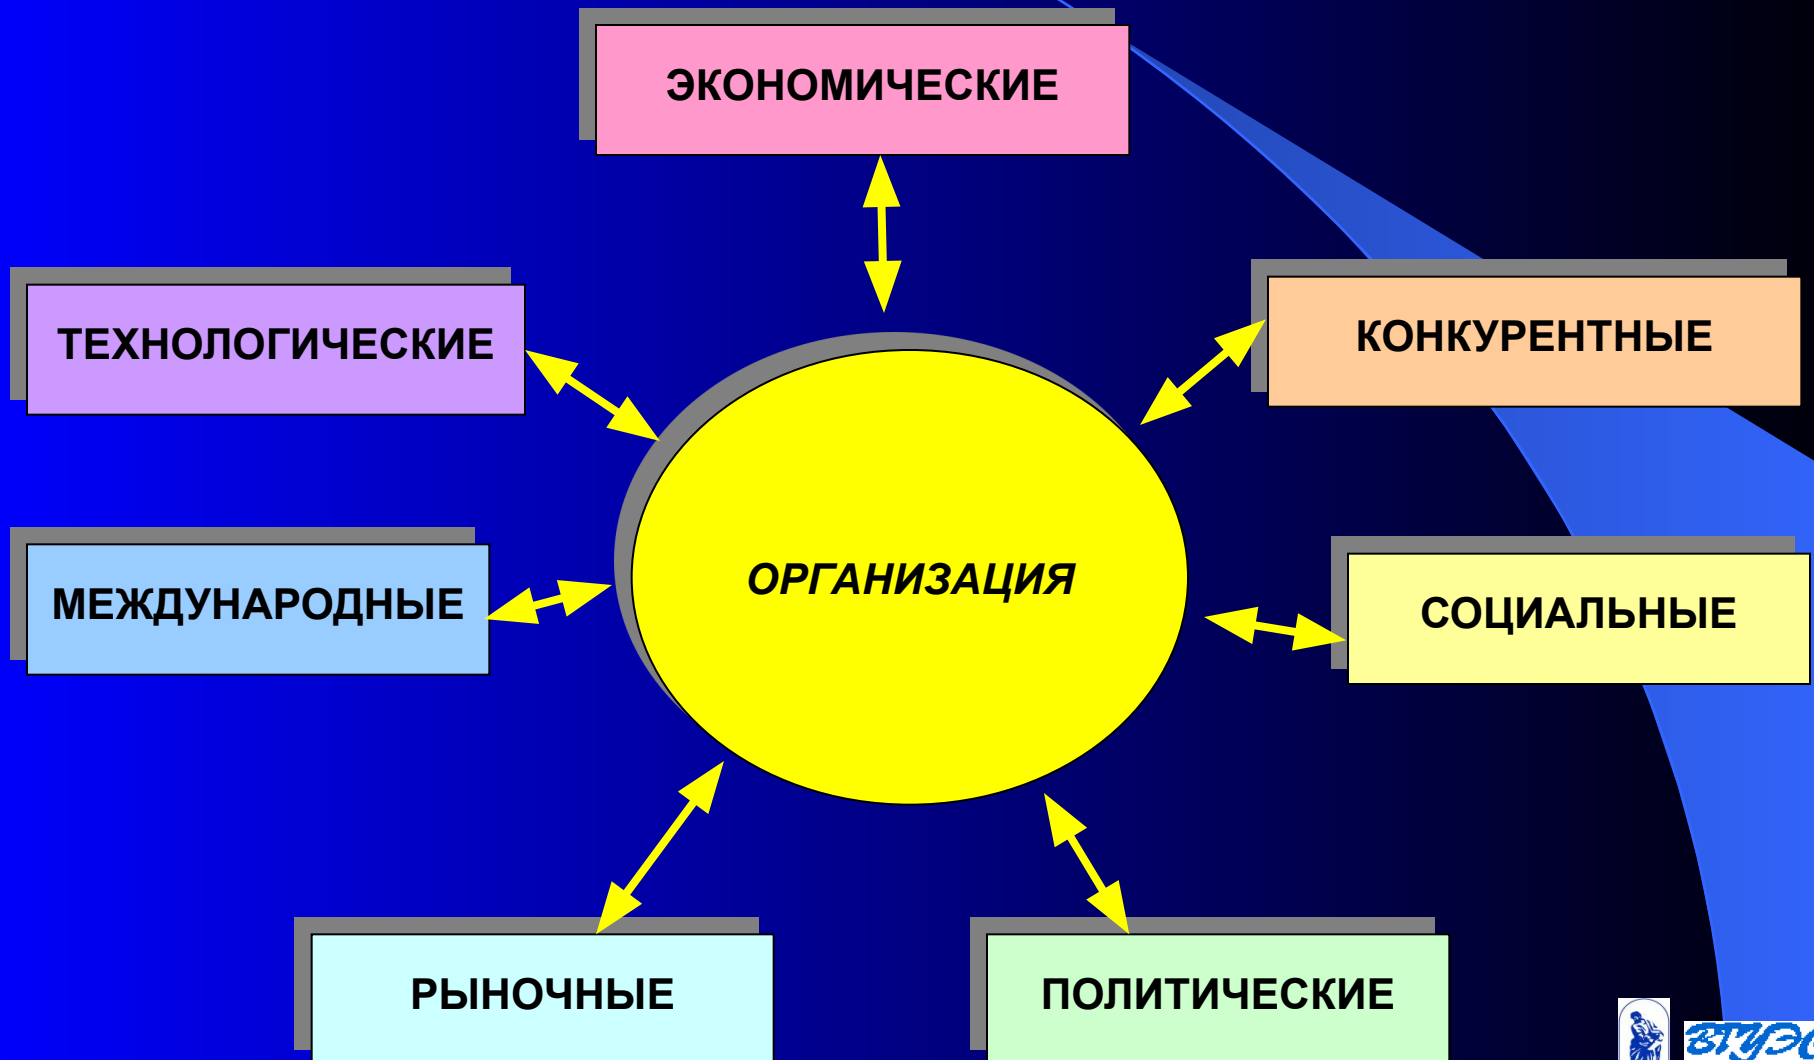 ЭКОНОМИЧЕСКИЕ
ТЕХНОЛОГИЧЕСКИЕ
КОНКУРЕНТНЫЕ
МЕЖДУНАРОДНЫЕ
ОРГАНИЗАЦИЯ
СОЦИАЛЬНЫЕ
РЫНОЧНЫЕ
ПОЛИТИЧЕСКИЕ